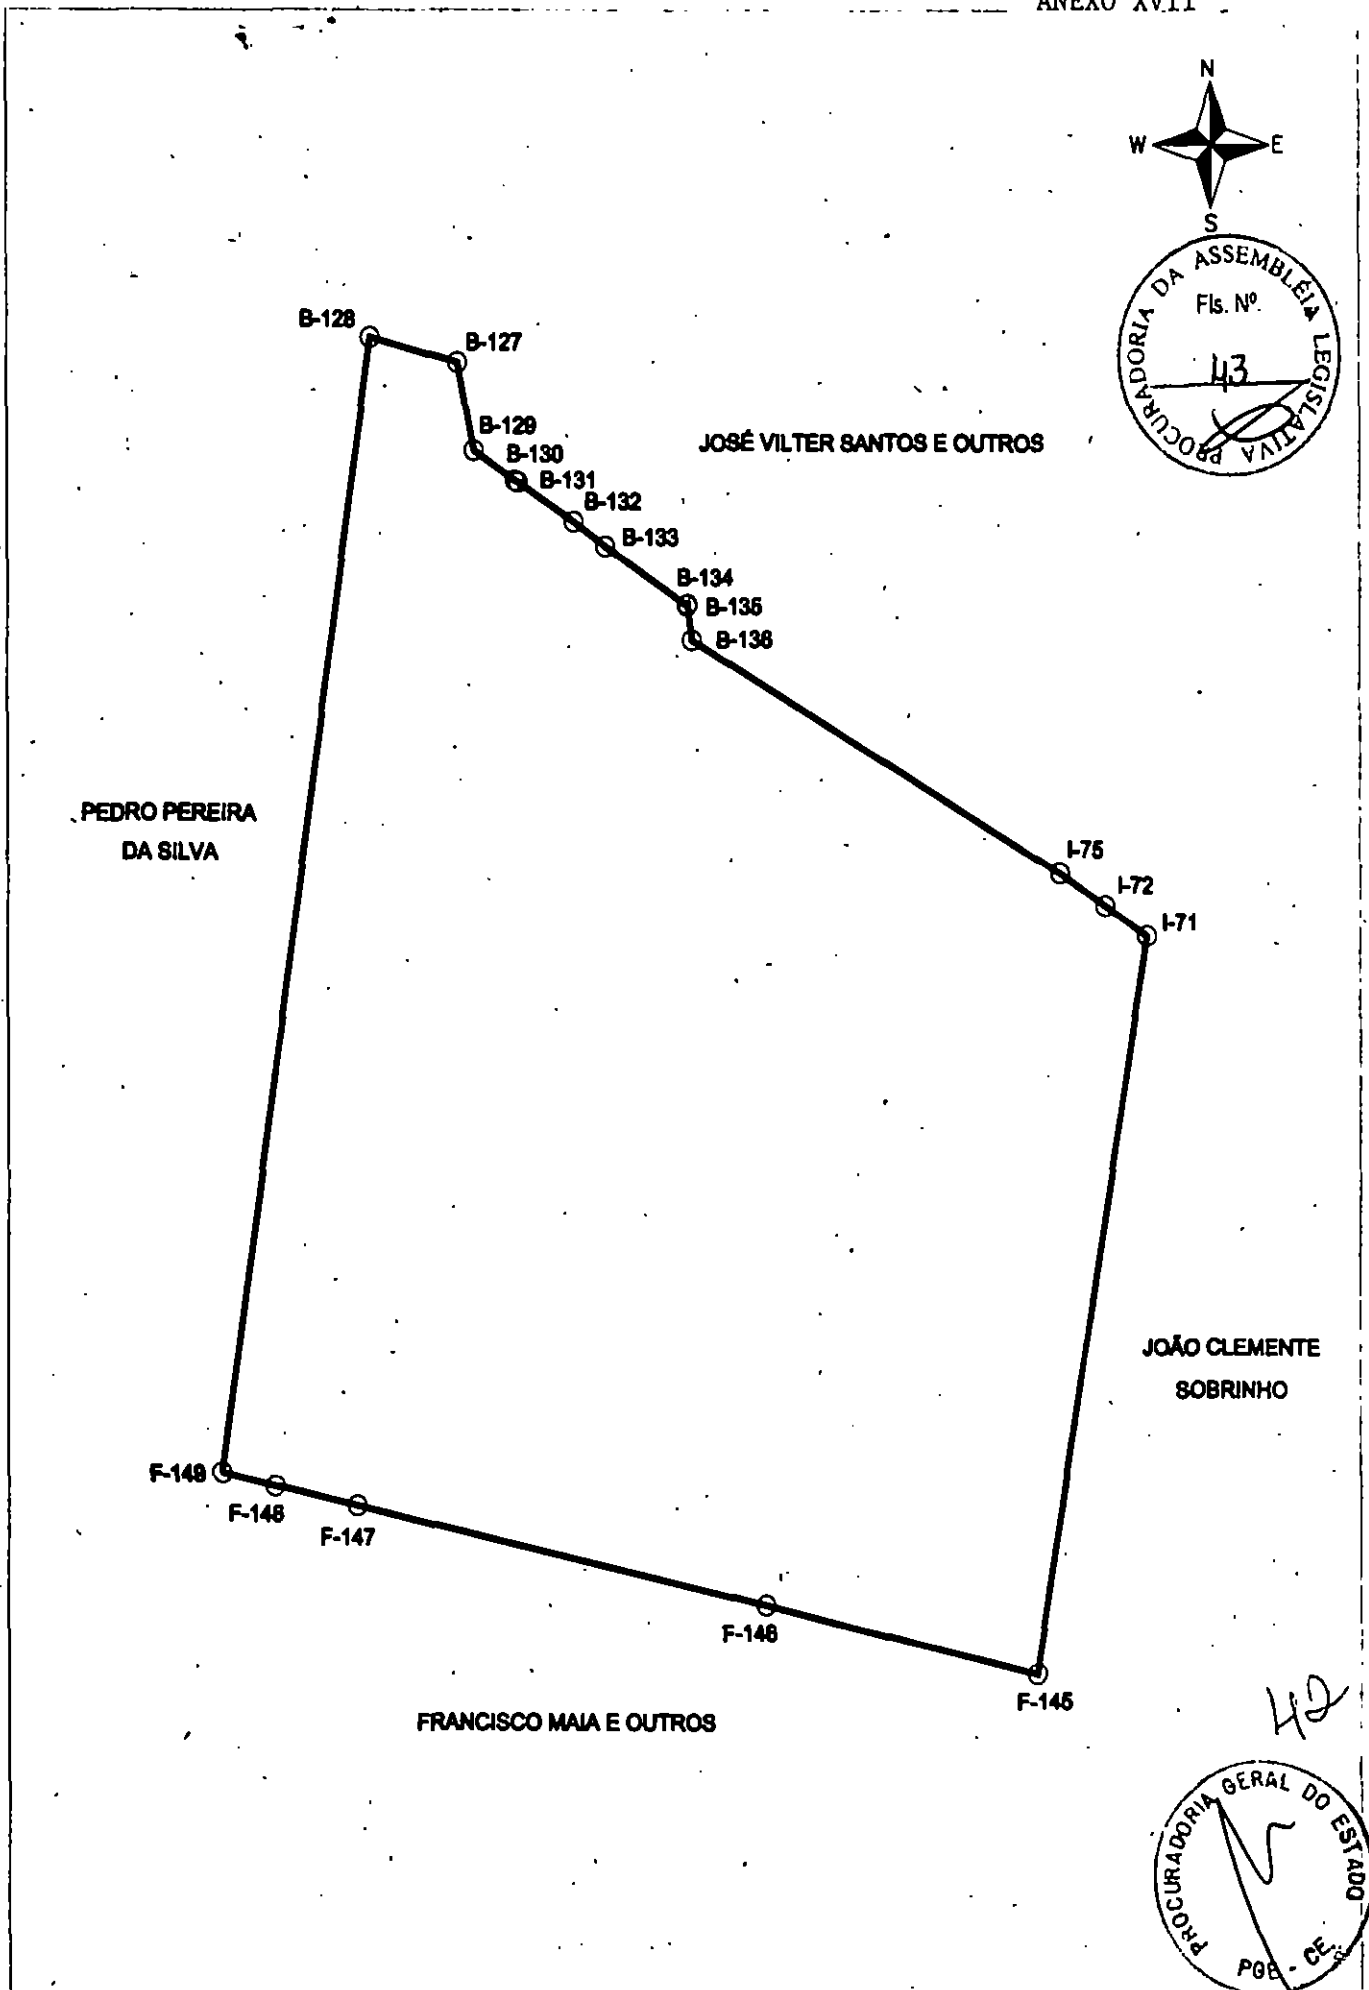 ANEXO XVII
N
W E
S
PROCURADORIA DA ASSEMBLÉIA LEGISLATIVA
Fls. Nº
43
B-128
B-127
B-129
B-130
B-131
B-132
B-133
B-134
B-135
B-136
JOSÉ VILTER SANTOS E OUTROS
PEDRO PEREIRA
DA SILVA
I-75
I-72
I-71
JOÃO CLEMENTE
SOBRINHO
F-149
F-148
F-147
F-146
F-145
FRANCISCO MAIA E OUTROS
42
PROCURADORIA GERAL DO ESTADO
PGE - CE